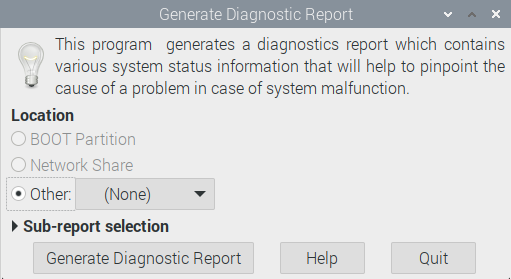 Generate Diagnostic Report
This program  generates a diagnostics report which contains
various system status information that will help to pinpoint the
cause of a problem in case of system malfunction.
Location
BOOT Partition
Network Share
Other: (None)
Sub-report selection
Generate Diagnostic Report Help Quit